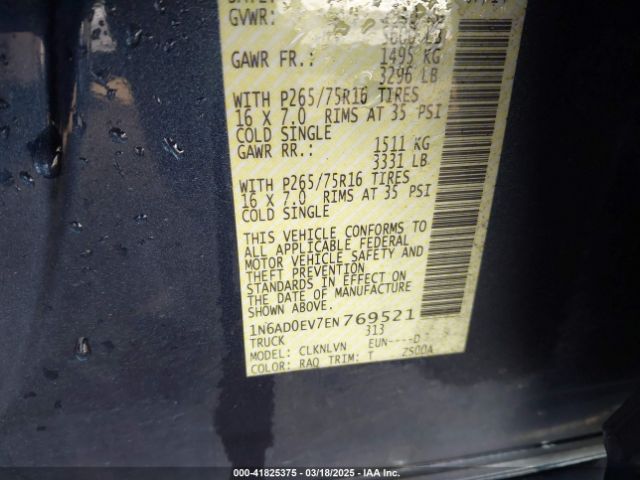 GVWR:
GAWR FR.: 1495 KG
3296 LB
WITH P265/75R16 TIRES
16 X 7.0 RIMS AT 35 PSI
COLD SINGLE
GAWR RR.: 1511 KG
3331 LB
WITH P265/75R16 TIRES
16 X 7.0 RIMS AT 35 PSI
COLD SINGLE
THIS VEHICLE CONFORMS TO
ALL APPLICABLE FEDERAL
MOTOR VEHICLE SAFETY AND
THEFT PREVENTION
STANDARDS IN EFFECT ON
THE DATE OF MANUFACTURE
SHOWN ABOVE.
1N6AD0EV7EN 769521
TRUCK 313
MODEL: CLKNLVN EUN----D
COLOR: RAQ TRIM: T ZS00A
000-41825375 - 03/18/2025 - IAA Inc.